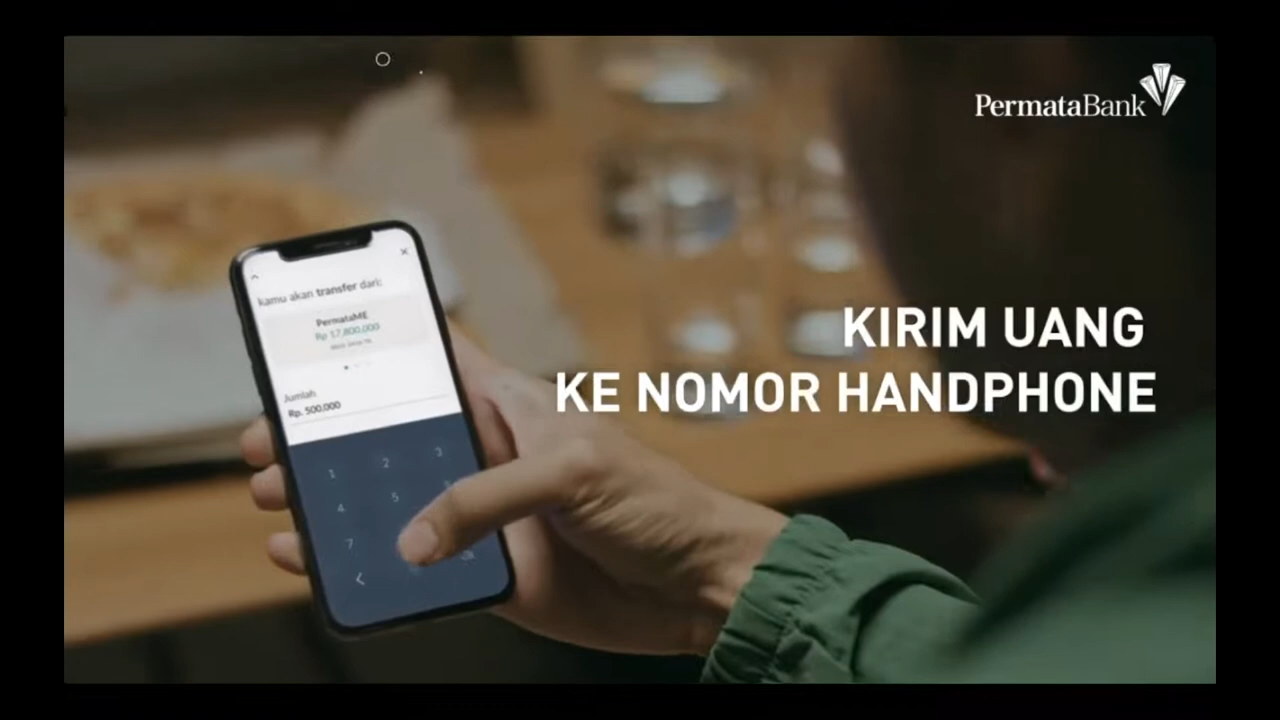 PermataBank
KIRIM UANG
KE NOMOR HANDPHONE
kamu akan transfer dari:
PermataME
Rp 17,800,000
Jumlah
Rp. 500,000
1 2 3
4 5
7